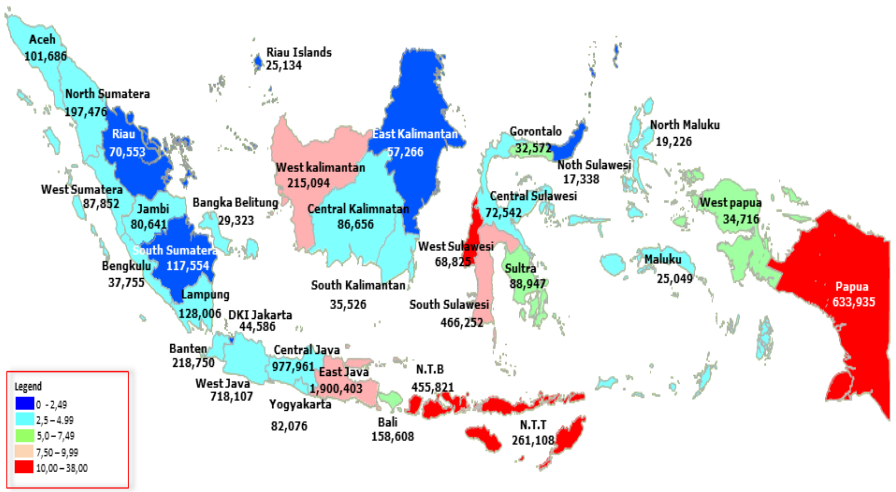 Aceh
101,686
Riau Islands
25,134
North Sumatera
197,476
Riau
70,553
East Kalimantan
57,266
Gorontalo
32,572
North Maluku
19,226
West kalimantan
215,094
Noth Sulawesi
17,338
West Sumatera
87,852
Bangka Belitung
29,323
Jambi
80,641
Central Kalimnatan
86,656
Central Sulawesi
72,542
West papua
34,716
South Sumatera
117,554
West Sulawesi
68,825
Bengkulu
37,755
Sultra
88,947
Maluku
25,049
South Kalimantan
35,526
Lampung
128,006
South Sulawesi
466,252
Papua
633,935
DKI Jakarta
44,586
Banten
218,750
Central Java
977,961
West Java
718,107
East Java
1,900,403
N.T.B
455,821
Yogyakarta
82,076
Bali
158,608
N.T.T
261,108
Legend
0 -2,49
2,5 – 4.99
5,0 – 7,49
7,50 – 9,99
10,00 – 38,00